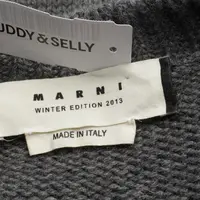 UDDY & SELLY
MARNI
WINTER EDITION 2013
MADE IN ITALY